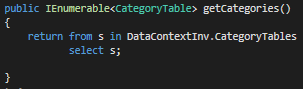 public IEnumerable<CategoryTable> getCategories()
{
return from s in DataContextInv.CategoryTables
select s;
}